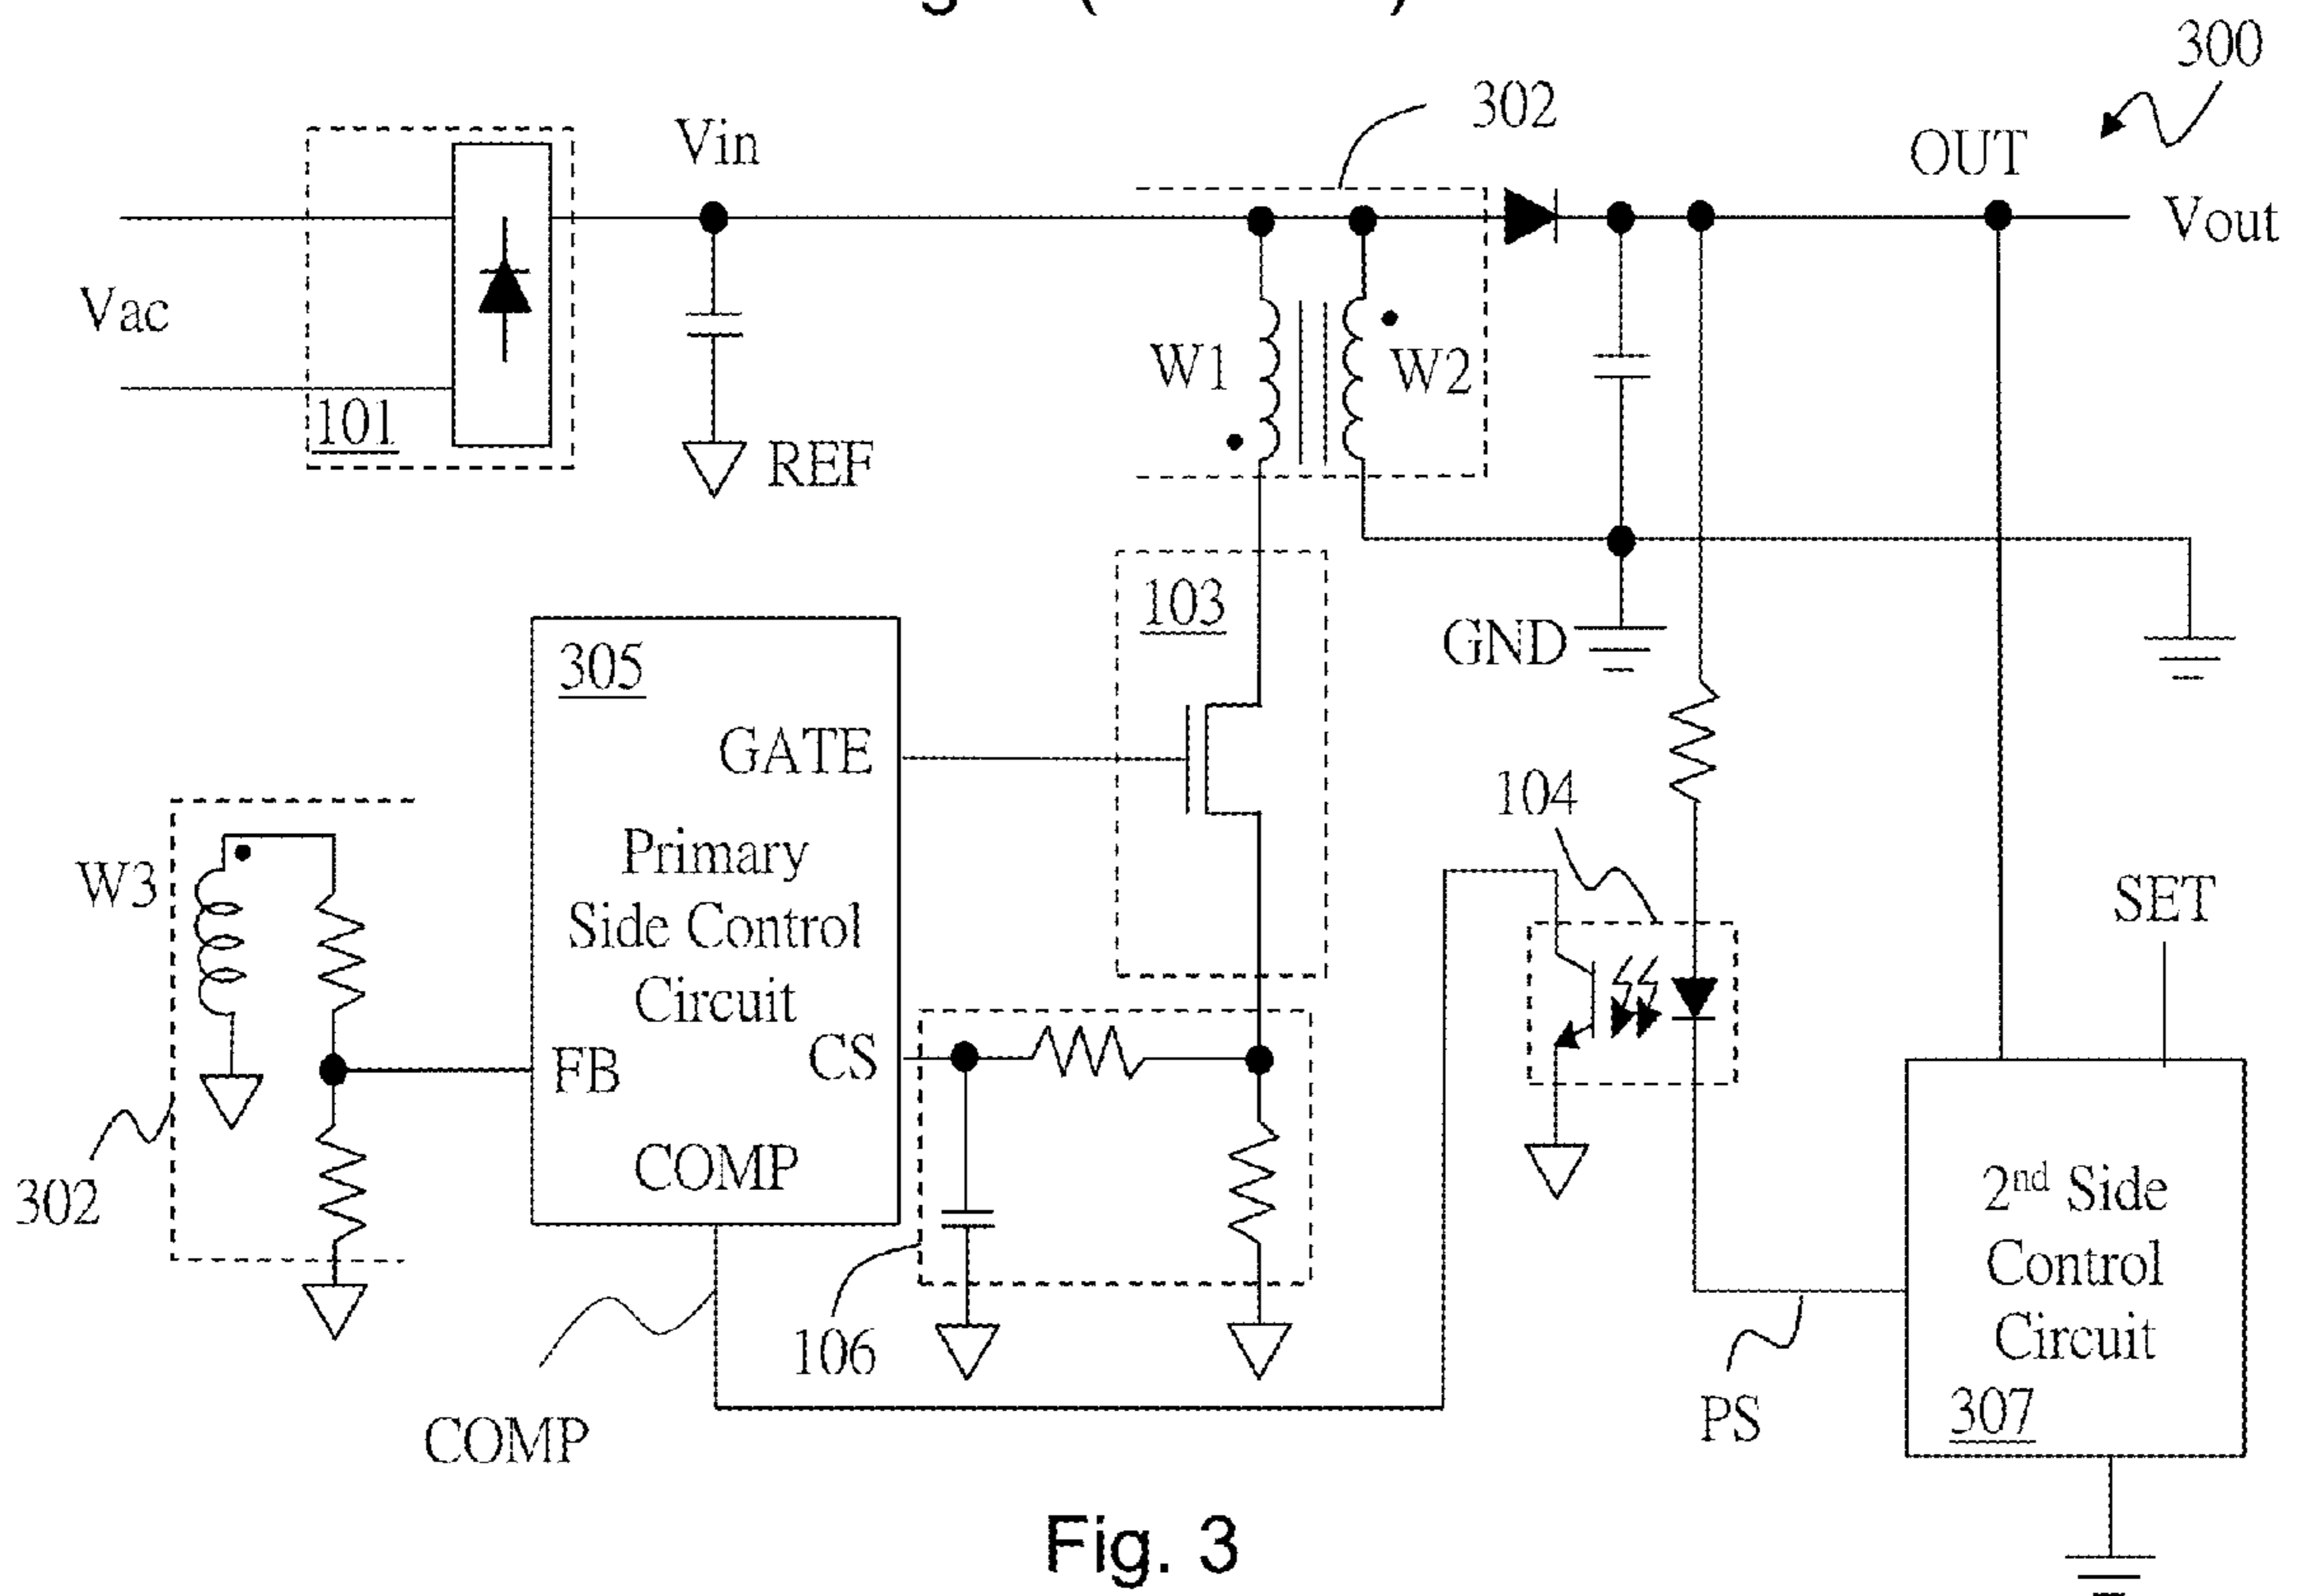 300
302
Vin
OUT
Vout
Vac
W1
W2
101
REF
103
GND
305
GATE
104
W3
Primary
Side Control
Circuit
SET
CS
FB
COMP
302
2nd Side
Control
Circuit
307
106
PS
COMP
Fig. 3